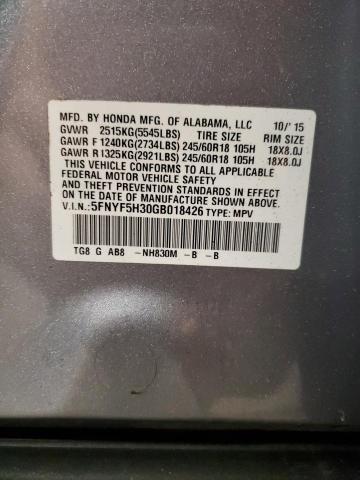 MFD. BY HONDA MFG. OF ALABAMA, LLC 10/'15
GVWR 2515KG(5545LBS) TIRE SIZE RIM SIZE
GAWR F 1240KG(2734LBS) 245/60R18 105H 18X8.0J
GAWR R 1325KG(2921LBS) 245/60R18 105H 18X8.0J
THIS VEHICLE CONFORMS TO ALL APPLICABLE
FEDERAL MOTOR VEHICLE SAFETY AND
THEFT PREVENTION STANDARDS IN EFFECT
ON THE DATE OF MANUFACTURE SHOWN ABOVE.
V.I.N.: 5FNYF5H30GB018426 TYPE: MPV
TG8 G AB8 -NH830M -B -B